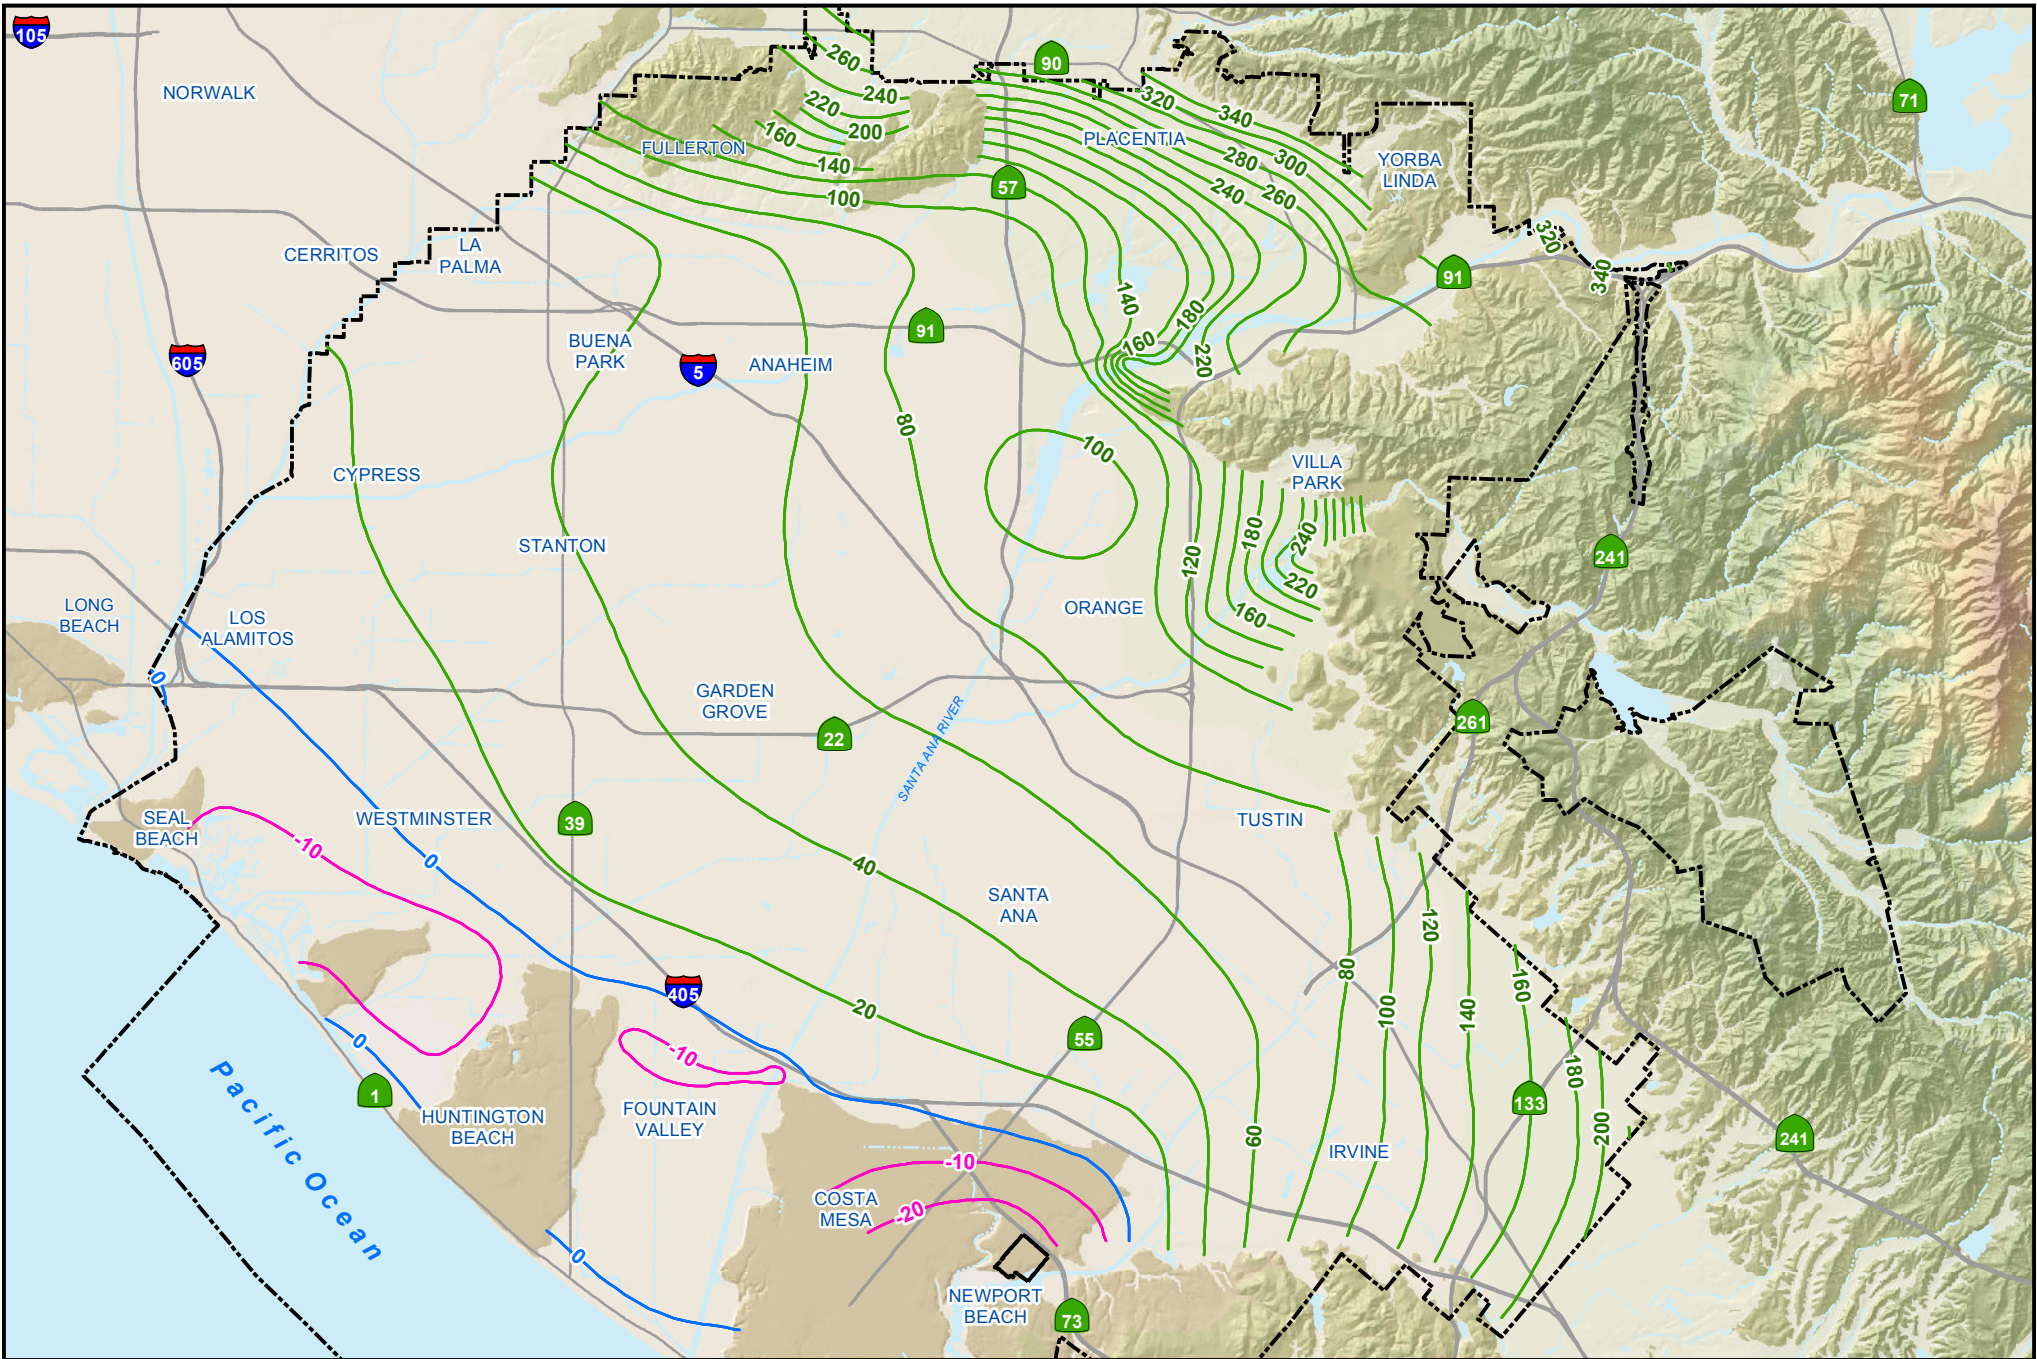 105
260
90
NORWALK
240
320
71
220
340
200
160
PLACENTIA
FULLERTON
280
300
140
YORBA
LINDA
57
240
260
100
320
LA
PALMA
CERRITOS
91
340
140
180
91
BUENA
PARK
160
605
5
ANAHEIM
220
80
100
VILLA
PARK
CYPRESS
180
240
STANTON
120
241
220
LONG
BEACH
ORANGE
160
LOS
ALAMITOS
0
GARDEN
GROVE
261
22
SANTA ANA RIVER
SEAL
BEACH
WESTMINSTER
39
TUSTIN
-10
0
40
SANTA
ANA
120
80
405
160
20
100
140
55
0
-10
Pacific Ocean
180
1
133
HUNTINGTON
BEACH
FOUNTAIN
VALLEY
60
200
241
IRVINE
-10
COSTA
MESA
-20
0
NEWPORT
BEACH
73